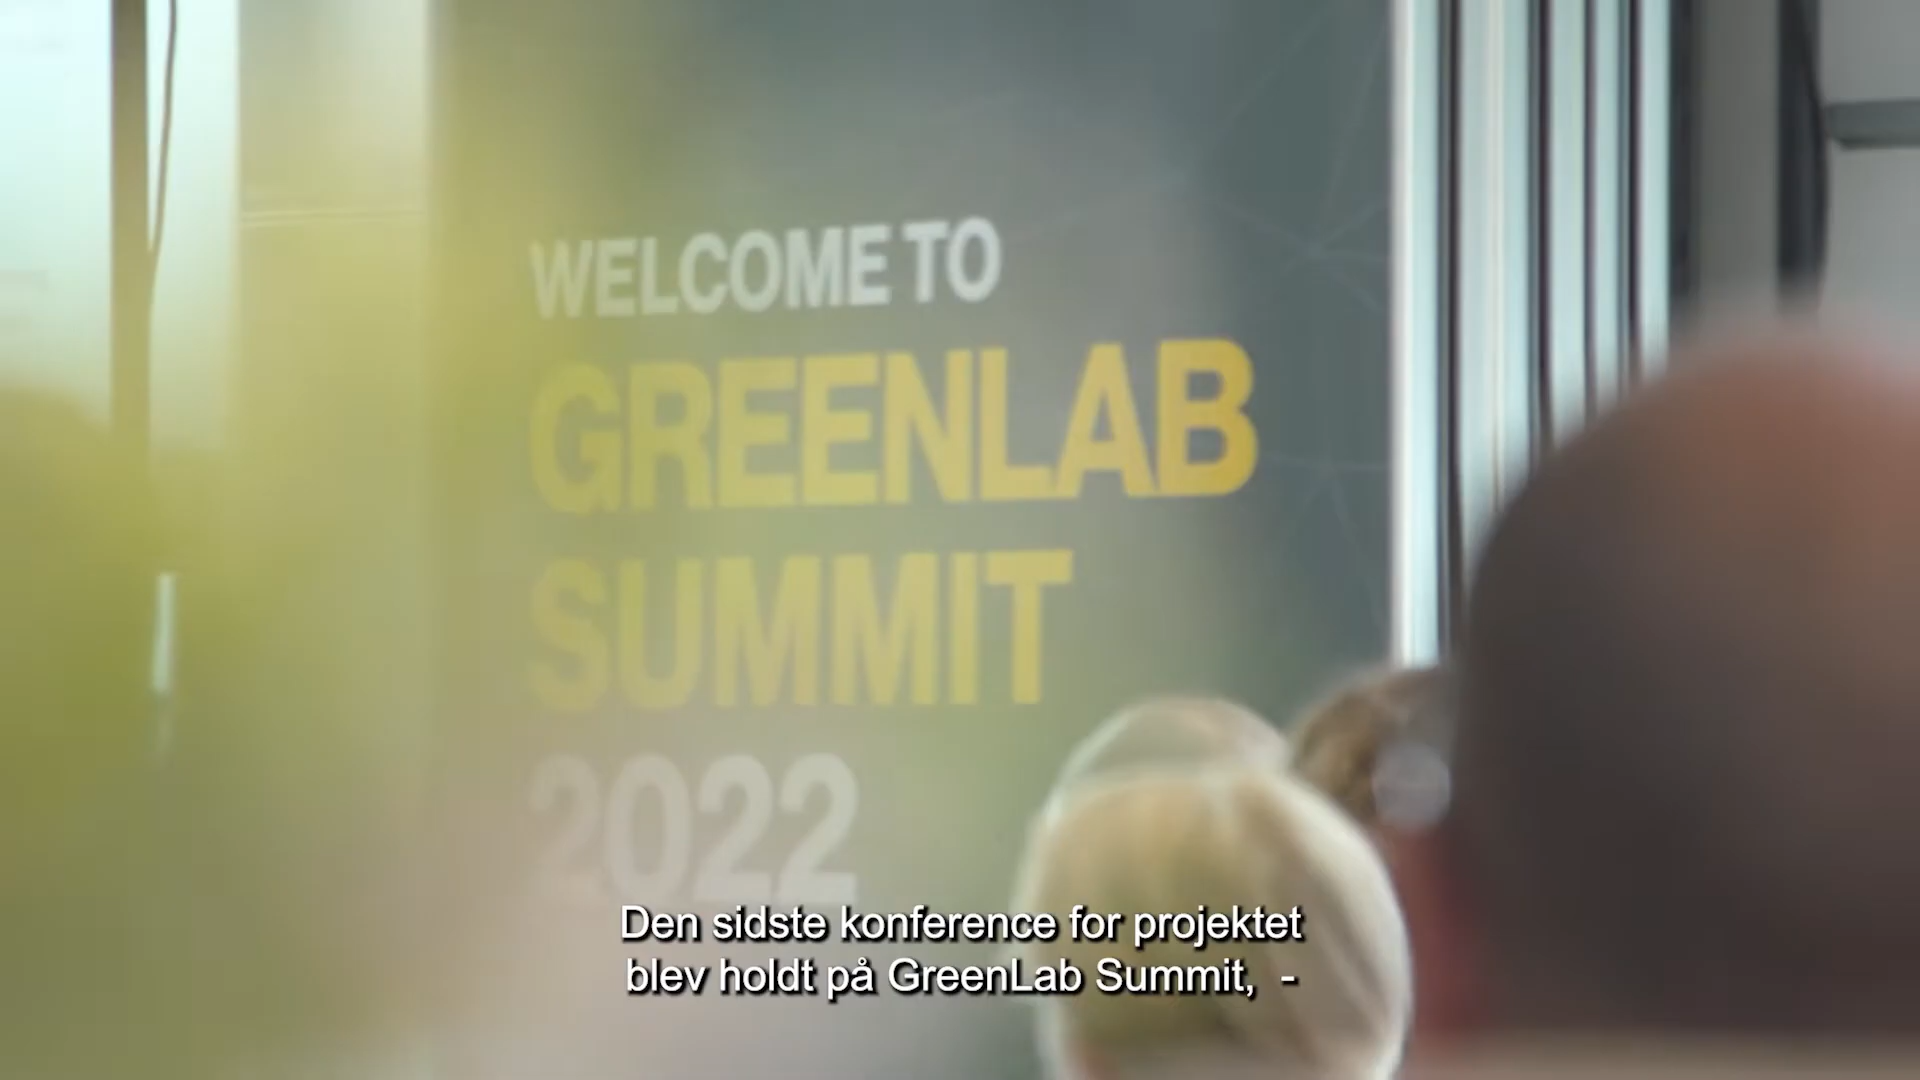 WELCOME TO
GREENLAB
SUMMIT
2022
Den sidste konference for projektet
blev holdt på GreenLab Summit,  -